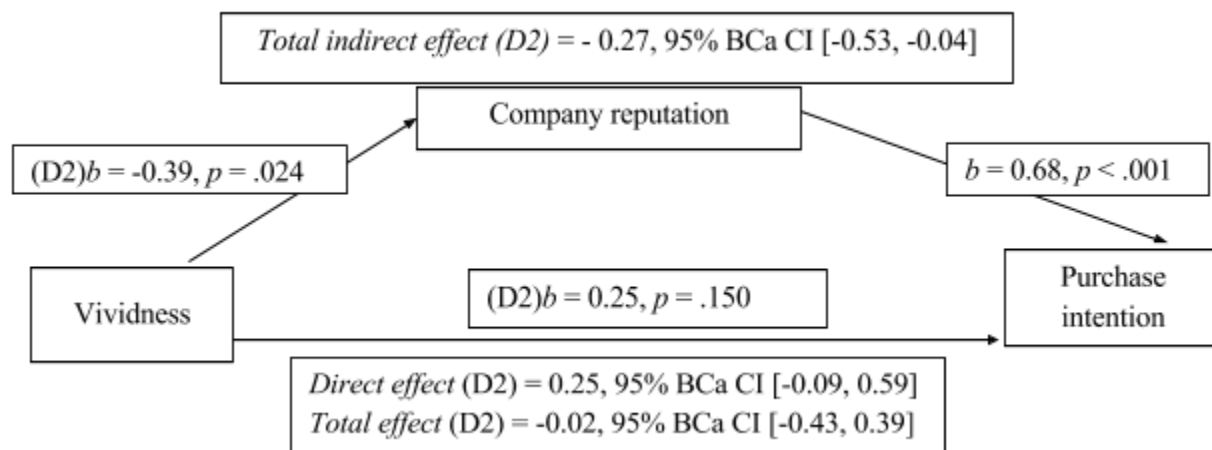 Total indirect effect (D2) = - 0.27, 95% BCa CI [-0.53, -0.04]
Company reputation
(D2)b = -0.39, p = .024
b = 0.68, p < .001
Vividness
(D2)b = 0.25, p = .150
Purchase
intention
Direct effect (D2) = 0.25, 95% BCa CI [-0.09, 0.59]
Total effect (D2) = -0.02, 95% BCa CI [-0.43, 0.39]